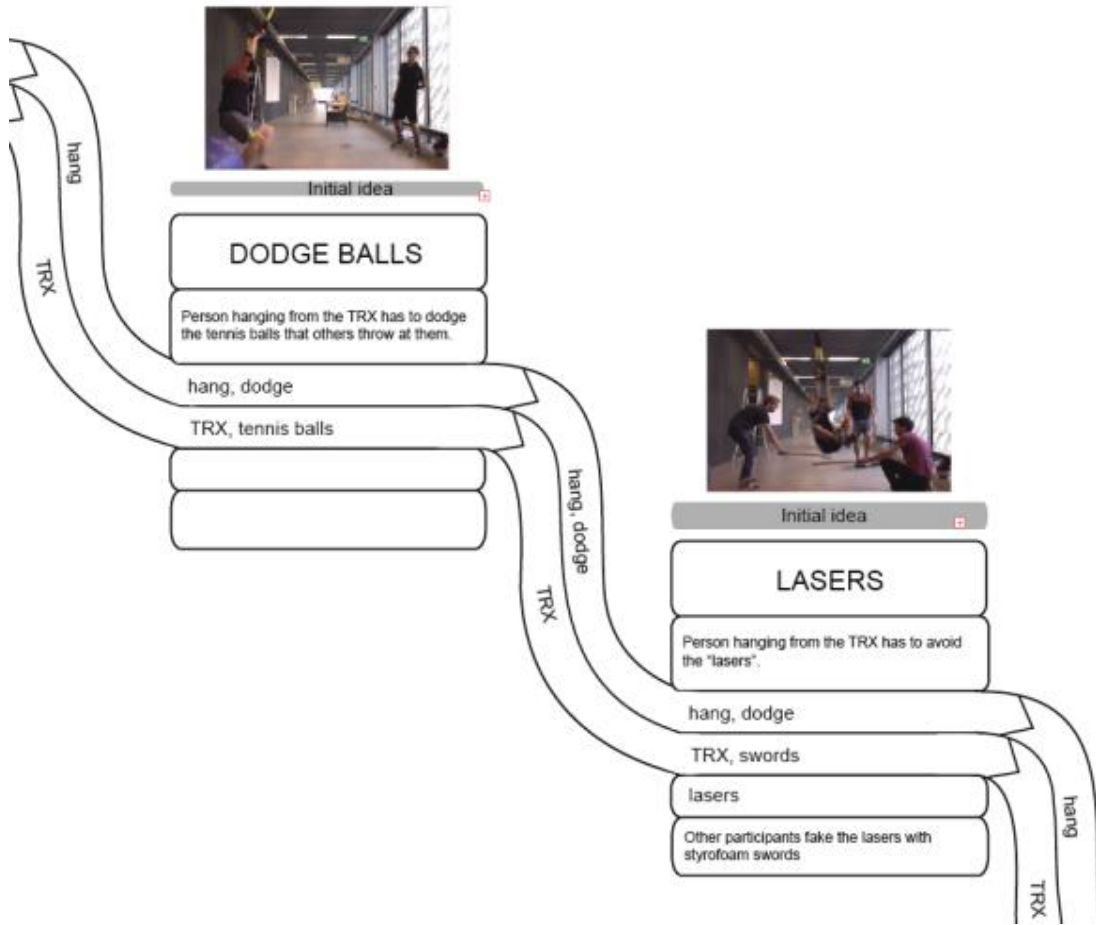 hang
TRX
Initial idea
DODGE BALLS
Person hanging from the TRX has to dodge
the tennis balls that others throw at them.
hang, dodge
TRX, tennis balls
hang, dodge
TRX
Initial idea
LASERS
Person hanging from the TRX has to avoid
the "lasers".
hang, dodge
TRX, swords
lasers
Other participants fake the lasers with
styrofoam swords
hang
TRX